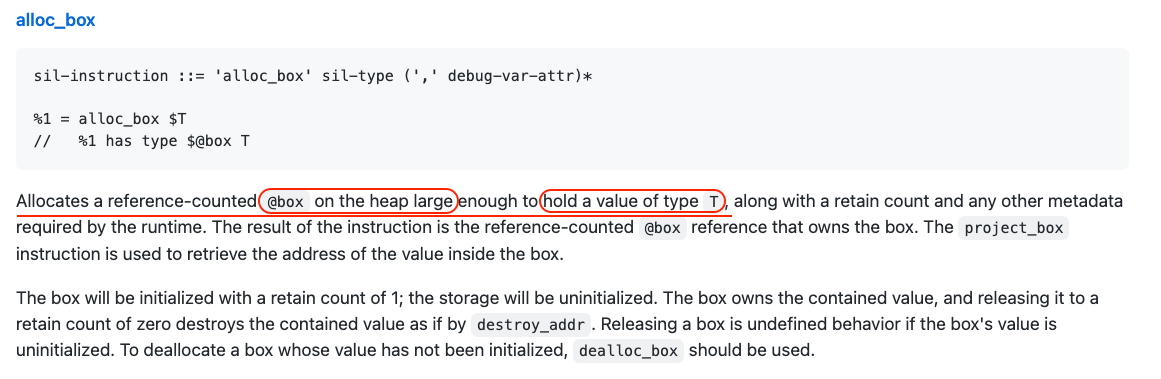 alloc_box
sil-instruction ::= 'alloc_box' sil-type (',' debug-var-attr)*
%1 = alloc_box $T
//   %1 has type $@box T
Allocates a reference-counted @box on the heap large enough to hold a value of type T, along with a retain count and any other metadata
required by the runtime. The result of the instruction is the reference-counted @box reference that owns the box. The project_box
instruction is used to retrieve the address of the value inside the box.
The box will be initialized with a retain count of 1; the storage will be uninitialized. The box owns the contained value, and releasing it to a
retain count of zero destroys the contained value as if by destroy_addr. Releasing a box is undefined behavior if the box's value is
uninitialized. To deallocate a box whose value has not been initialized, dealloc_box should be used.